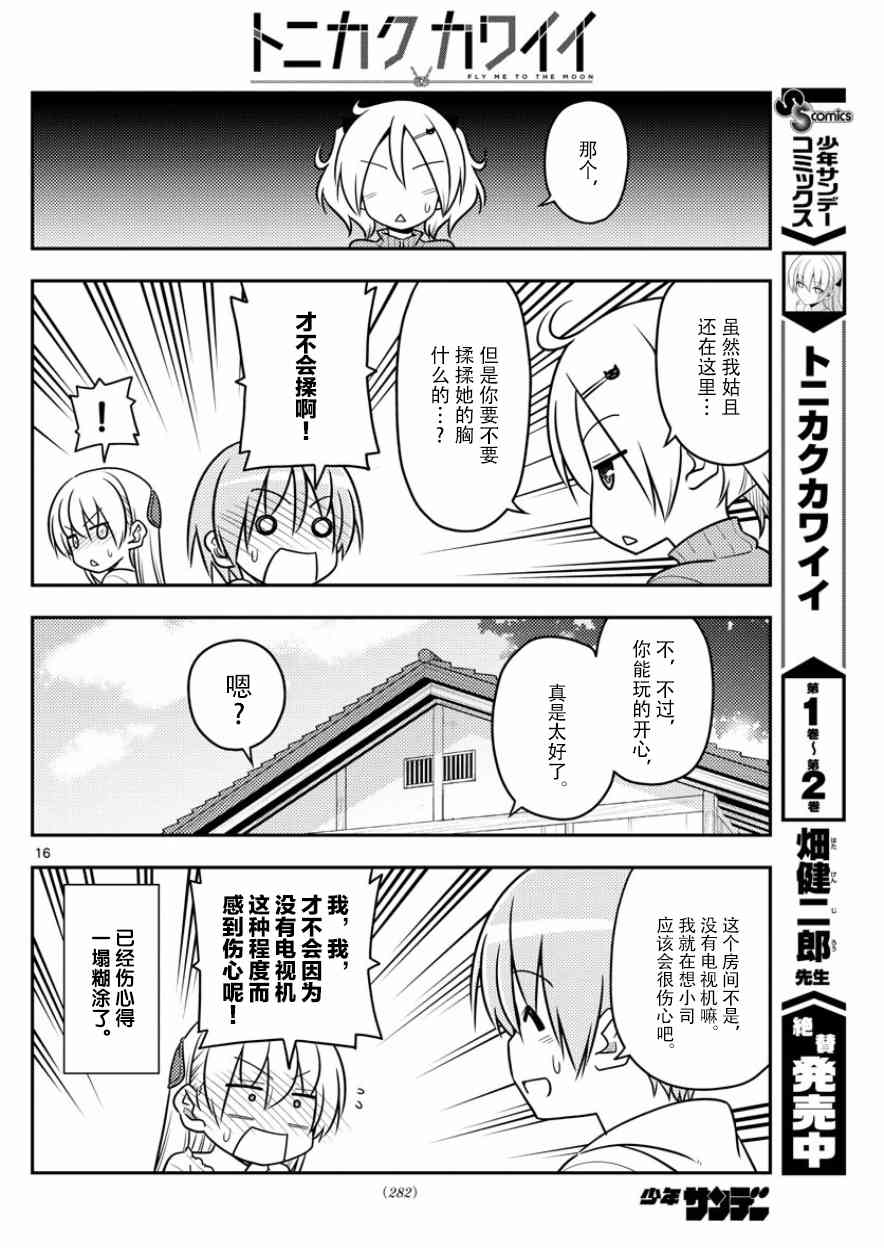 トニカクカワイイ
FLY ME TO THE MOON
那个，
虽然我姑且
还在这里…
但是你要不要
揉揉她的胸
什么的…?
才不会揉啊！
！
不，不过，
你能玩的开心，
真是
太好了。
嗯？
16
这个房间不是，
没有电视机嘛。
我就在想小司
应该会很伤心吧。
我，我，
才不会因为
没有电视机
这种程度而
感到伤心呢！
已经伤心得
一塌糊涂了。
(282)
少年サンデー
S S comics
少年サンデー
コミックス
トニカクカワイイ
第1巻～第2巻
畑健二郎先生
はた けん じ ろう
絶賛発売中